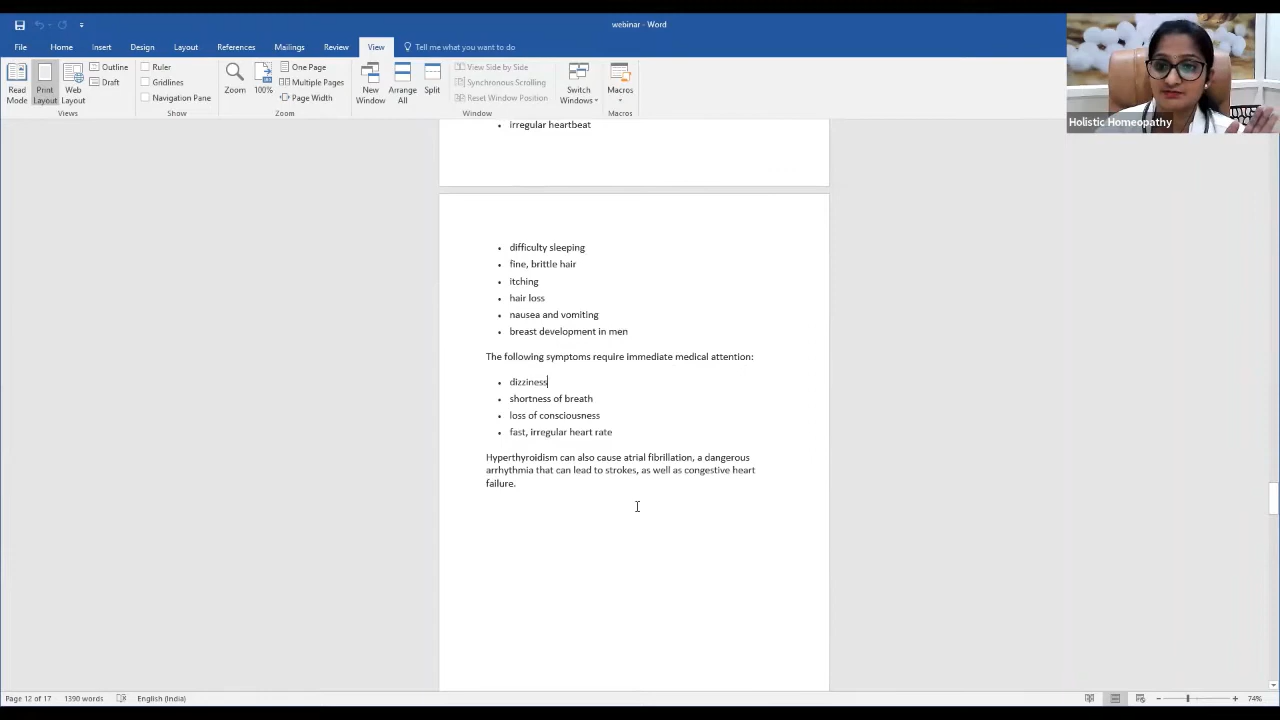 webinar - Word
File Home Insert Design Layout References Mailings Review View Tell me what you want to do
Read Mode
Print Layout
Web Layout
Outline
Draft
Views
Ruler
Gridlines
Navigation Pane
Show
Zoom
100%
One Page
Multiple Pages
Page Width
Zoom
New Window
Arrange All
Split
View Side by Side
Synchronous Scrolling
Reset Window Position
Window
Switch Windows
Macros
Macros
Holistic Homeopathy
• irregular heartbeat
• difficulty sleeping
• fine, brittle hair
• itching
• hair loss
• nausea and vomiting
• breast development in men
The following symptoms require immediate medical attention:
• dizziness
• shortness of breath
• loss of consciousness
• fast, irregular heart rate
Hyperthyroidism can also cause atrial fibrillation, a dangerous
arrhythmia that can lead to strokes, as well as congestive heart
failure.
Page 12 of 17 1390 words English (India) 74%